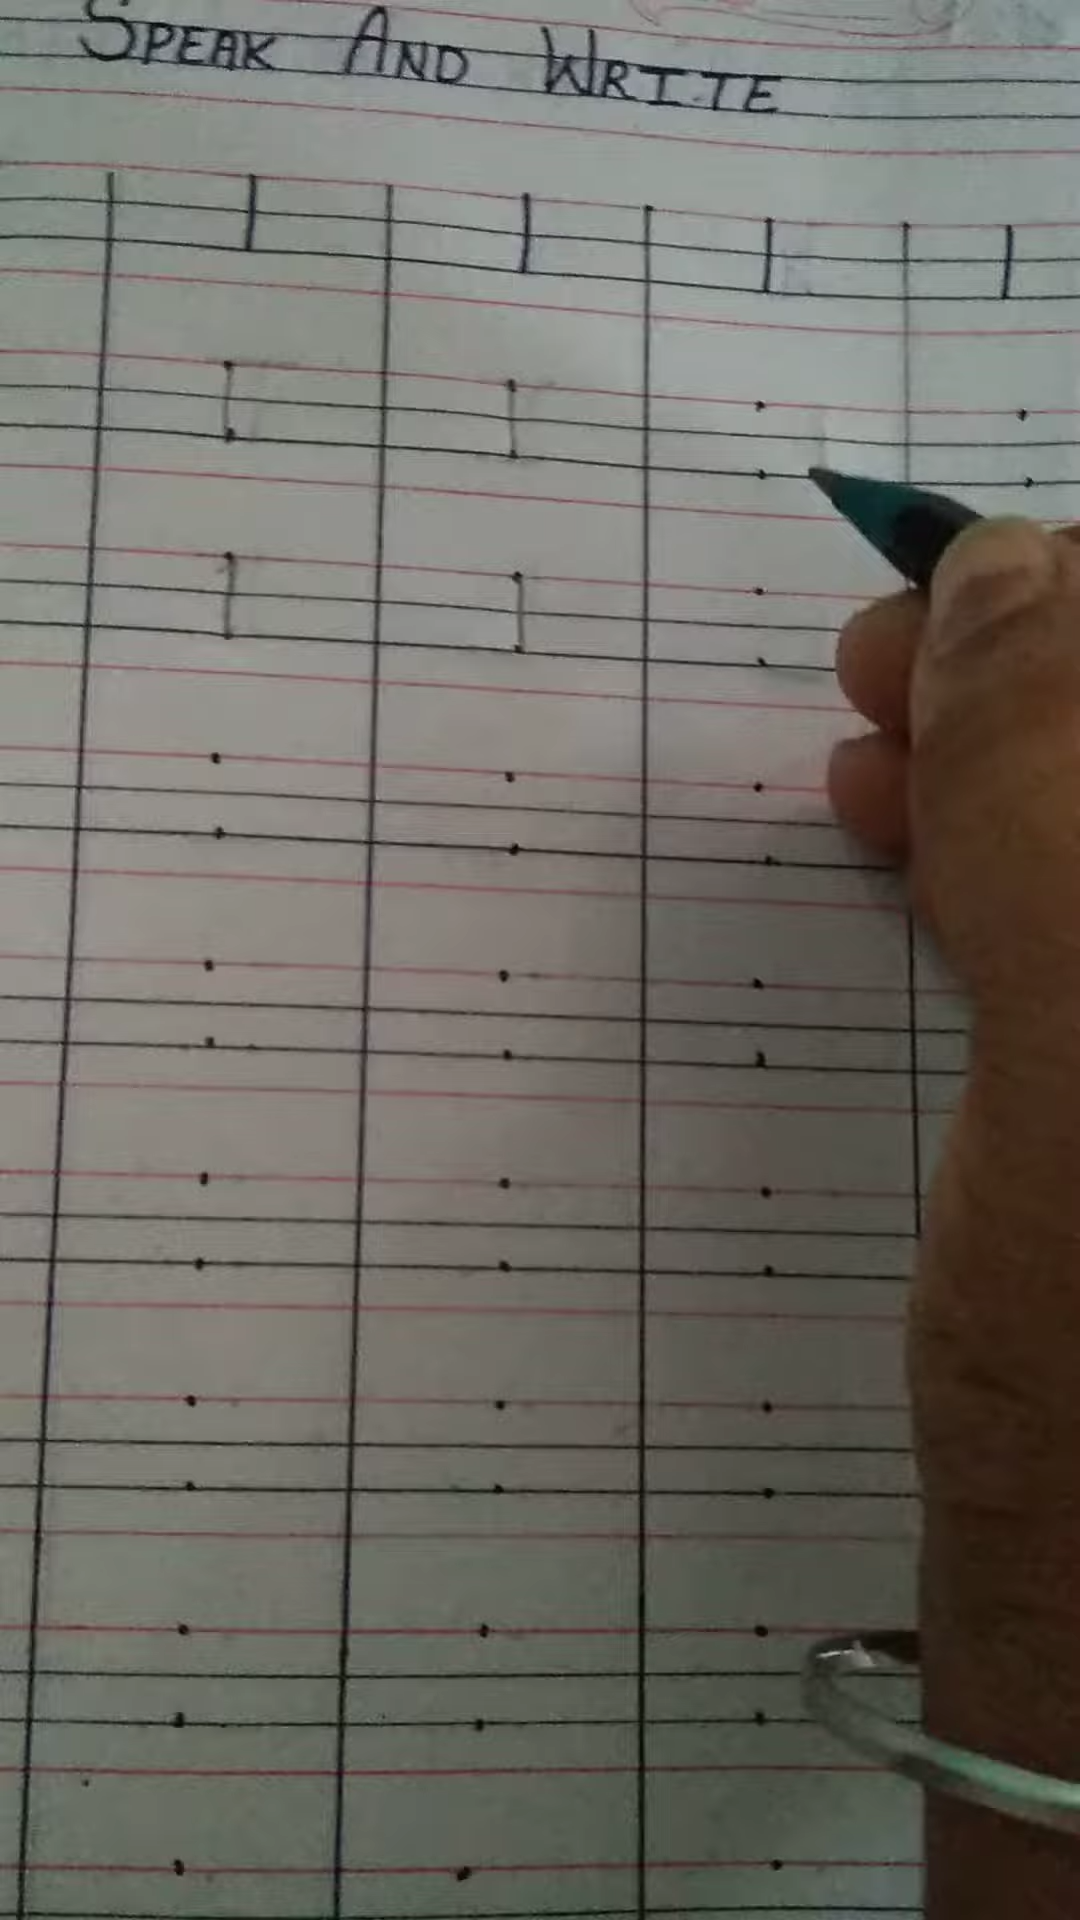 SPEAK AND WRITE
| | | |
| |
| |